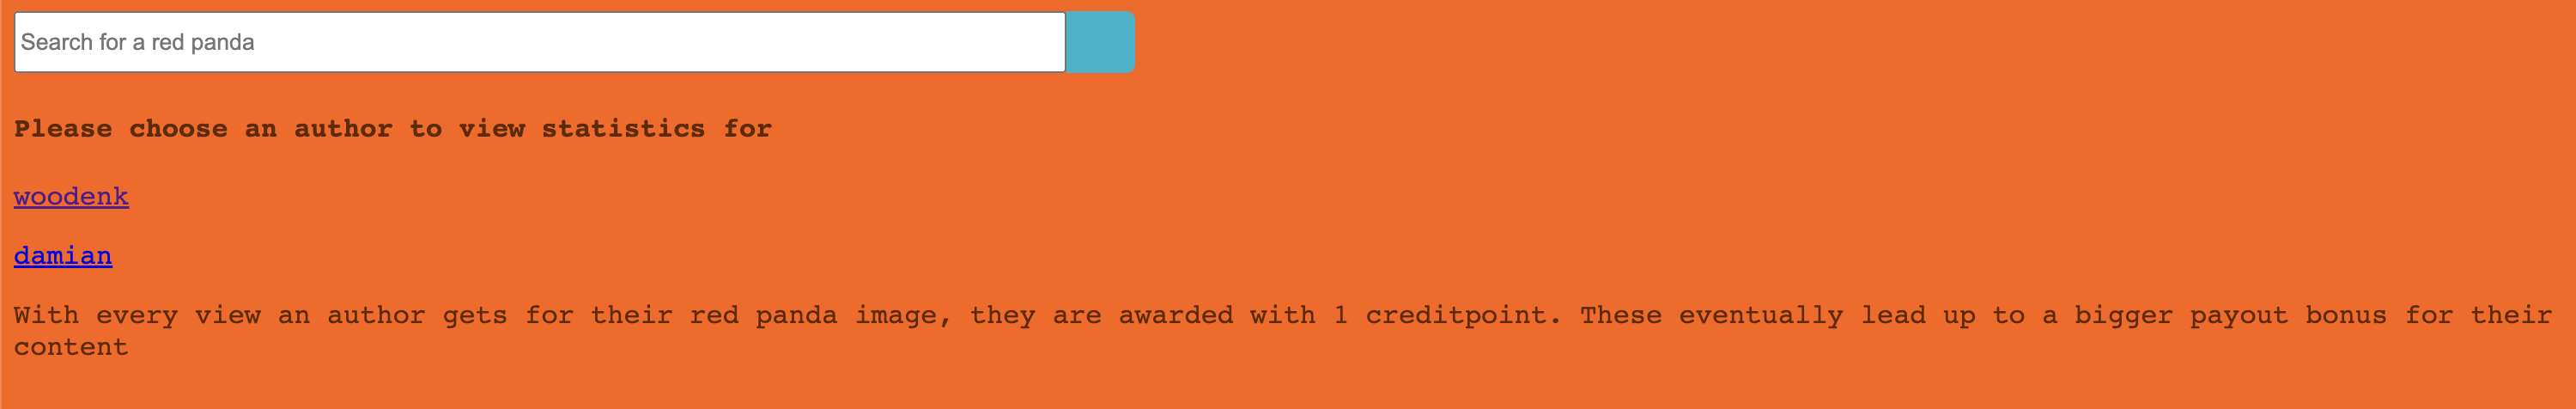 Search for a red panda
Please choose an author to view statistics for
woodenk
damian
With every view an author gets for their red panda image, they are awarded with 1 creditpoint. These eventually lead up to a bigger payout bonus for their
content